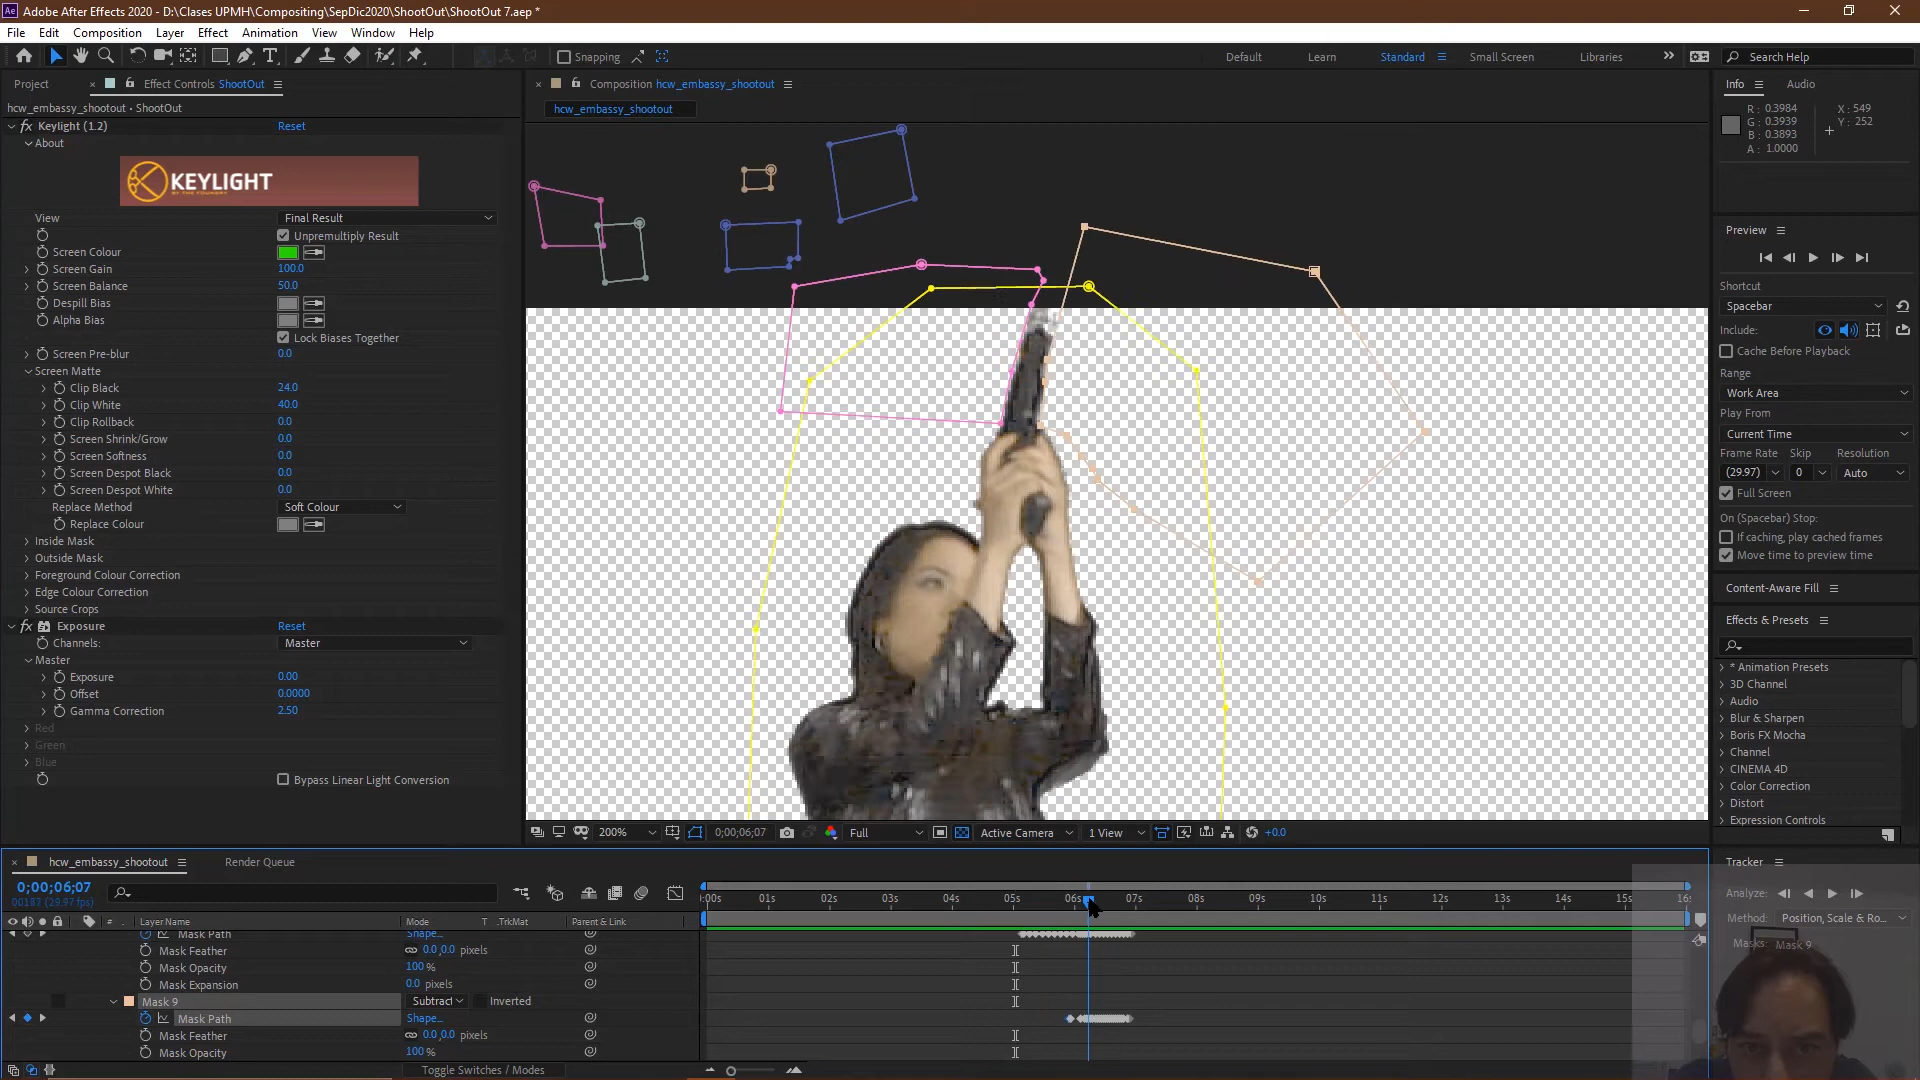 Adobe After Effects 2020 - D:\Clases UPMH\Compositing\SepDic2020\ShootOut\ShootOut 7.aep *
File Edit Composition Layer Effect Animation View Window Help
Snapping
Default Learn Standard Small Screen Libraries
Search Help
Project
Effect Controls ShootOut
hcw_embassy_shootout • ShootOut
Keylight (1.2) Reset
About
KEYLIGHT
View Final Result
Unpremultiply Result
Screen Colour
Screen Gain 100.0
Screen Balance 50.0
Despill Bias
Alpha Bias
Lock Biases Together
Screen Pre-blur 0.0
Screen Matte
Clip Black 24.0
Clip White 40.0
Clip Rollback 0.0
Screen Shrink/Grow 0.0
Screen Softness 0.0
Screen Despot Black 0.0
Screen Despot White 0.0
Replace Method Soft Colour
Replace Colour
Inside Mask
Outside Mask
Foreground Colour Correction
Edge Colour Correction
Source Crops
Exposure Reset
Channels: Master
Master
Exposure 0.00
Offset 0.0000
Gamma Correction 2.50
Red
Green
Blue
Bypass Linear Light Conversion
Composition hcw_embassy_shootout
hcw_embassy_shootout
200% 0;00;06;07 Full Active Camera 1 View +0.0
Info Audio
R : 0.3984 X : 549
G : 0.3939 Y : 252
B : 0.3893
A : 1.0000
Preview
Shortcut
Spacebar
Include:
Cache Before Playback
Range
Work Area
Play From
Current Time
Frame Rate Skip Resolution
(29.97) 0 Auto
Full Screen
On (Spacebar) Stop:
If caching, play cached frames
Move time to preview time
Content-Aware Fill
Effects & Presets
* Animation Presets
3D Channel
Audio
Blur & Sharpen
Boris FX Mocha
Channel
CINEMA 4D
Color Correction
Distort
Expression Controls
Tracker
Analyze:
Method: Position, Scale & Ro...
Masks: Mask 9
hcw_embassy_shootout Render Queue
0;00;06;07
00187 (29.97 fps)
# Layer Name Mode T .TrkMat Parent & Link
Mask Path Shape...
Mask Feather 0.0,0.0 pixels
Mask Opacity 100 %
Mask Expansion 0.0 pixels
Mask 9 Subtract Inverted
Mask Path Shape...
Mask Feather 0.0,0.0 pixels
Mask Opacity 100 %
Toggle Switches / Modes
:00s 01s 02s 03s 04s 05s 06s 07s 08s 09s 10s 11s 12s 13s 14s 15s 16s